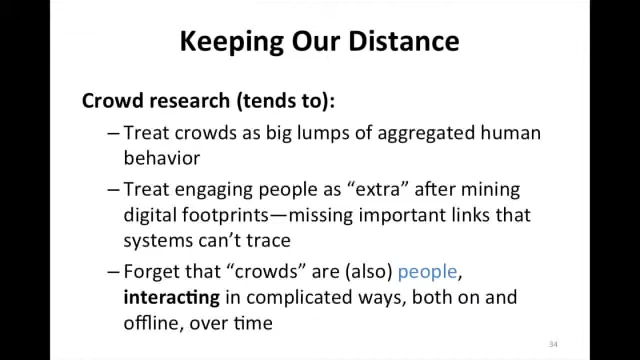 Keeping Our Distance
Crowd research (tends to):
– Treat crowds as big lumps of aggregated human
behavior
– Treat engaging people as “extra” after mining
digital footprints—missing important links that
systems can’t trace
– Forget that “crowds” are (also) people,
interacting in complicated ways, both on and
offline, over time
34